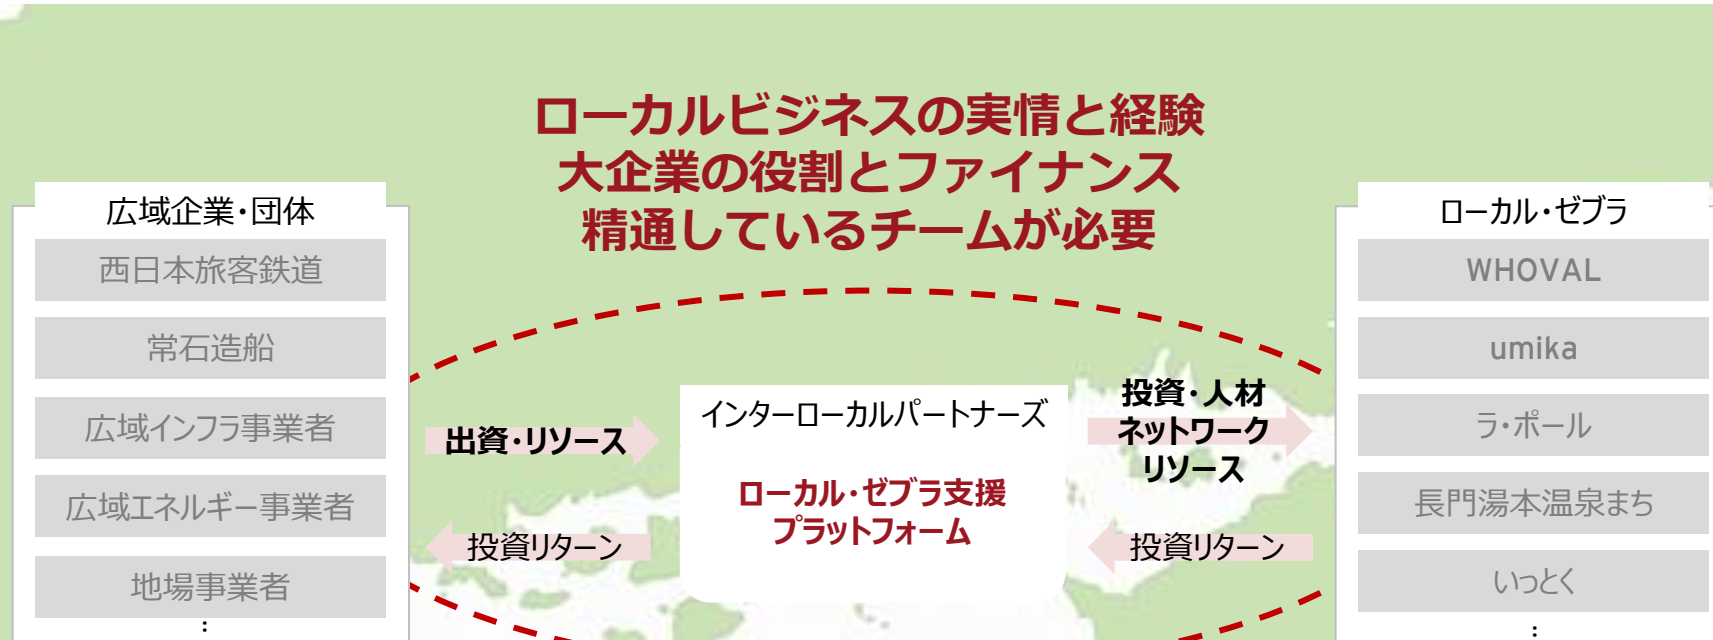 ローカルビジネスの実情と経験
大企業の役割とファイナンス
精通しているチームが必要
広域企業・団体
西日本旅客鉄道
常石造船
広域インフラ事業者
広域エネルギー事業者
地場事業者
:
出資・リソース
投資リターン
インターローカルパートナーズ
ローカル・ゼブラ支援
プラットフォーム
投資・人材
ネットワーク
リソース
投資リターン
ローカル・ゼブラ
WHOVAL
umika
ラ・ポール
長門湯本温泉まち
いっとく
: